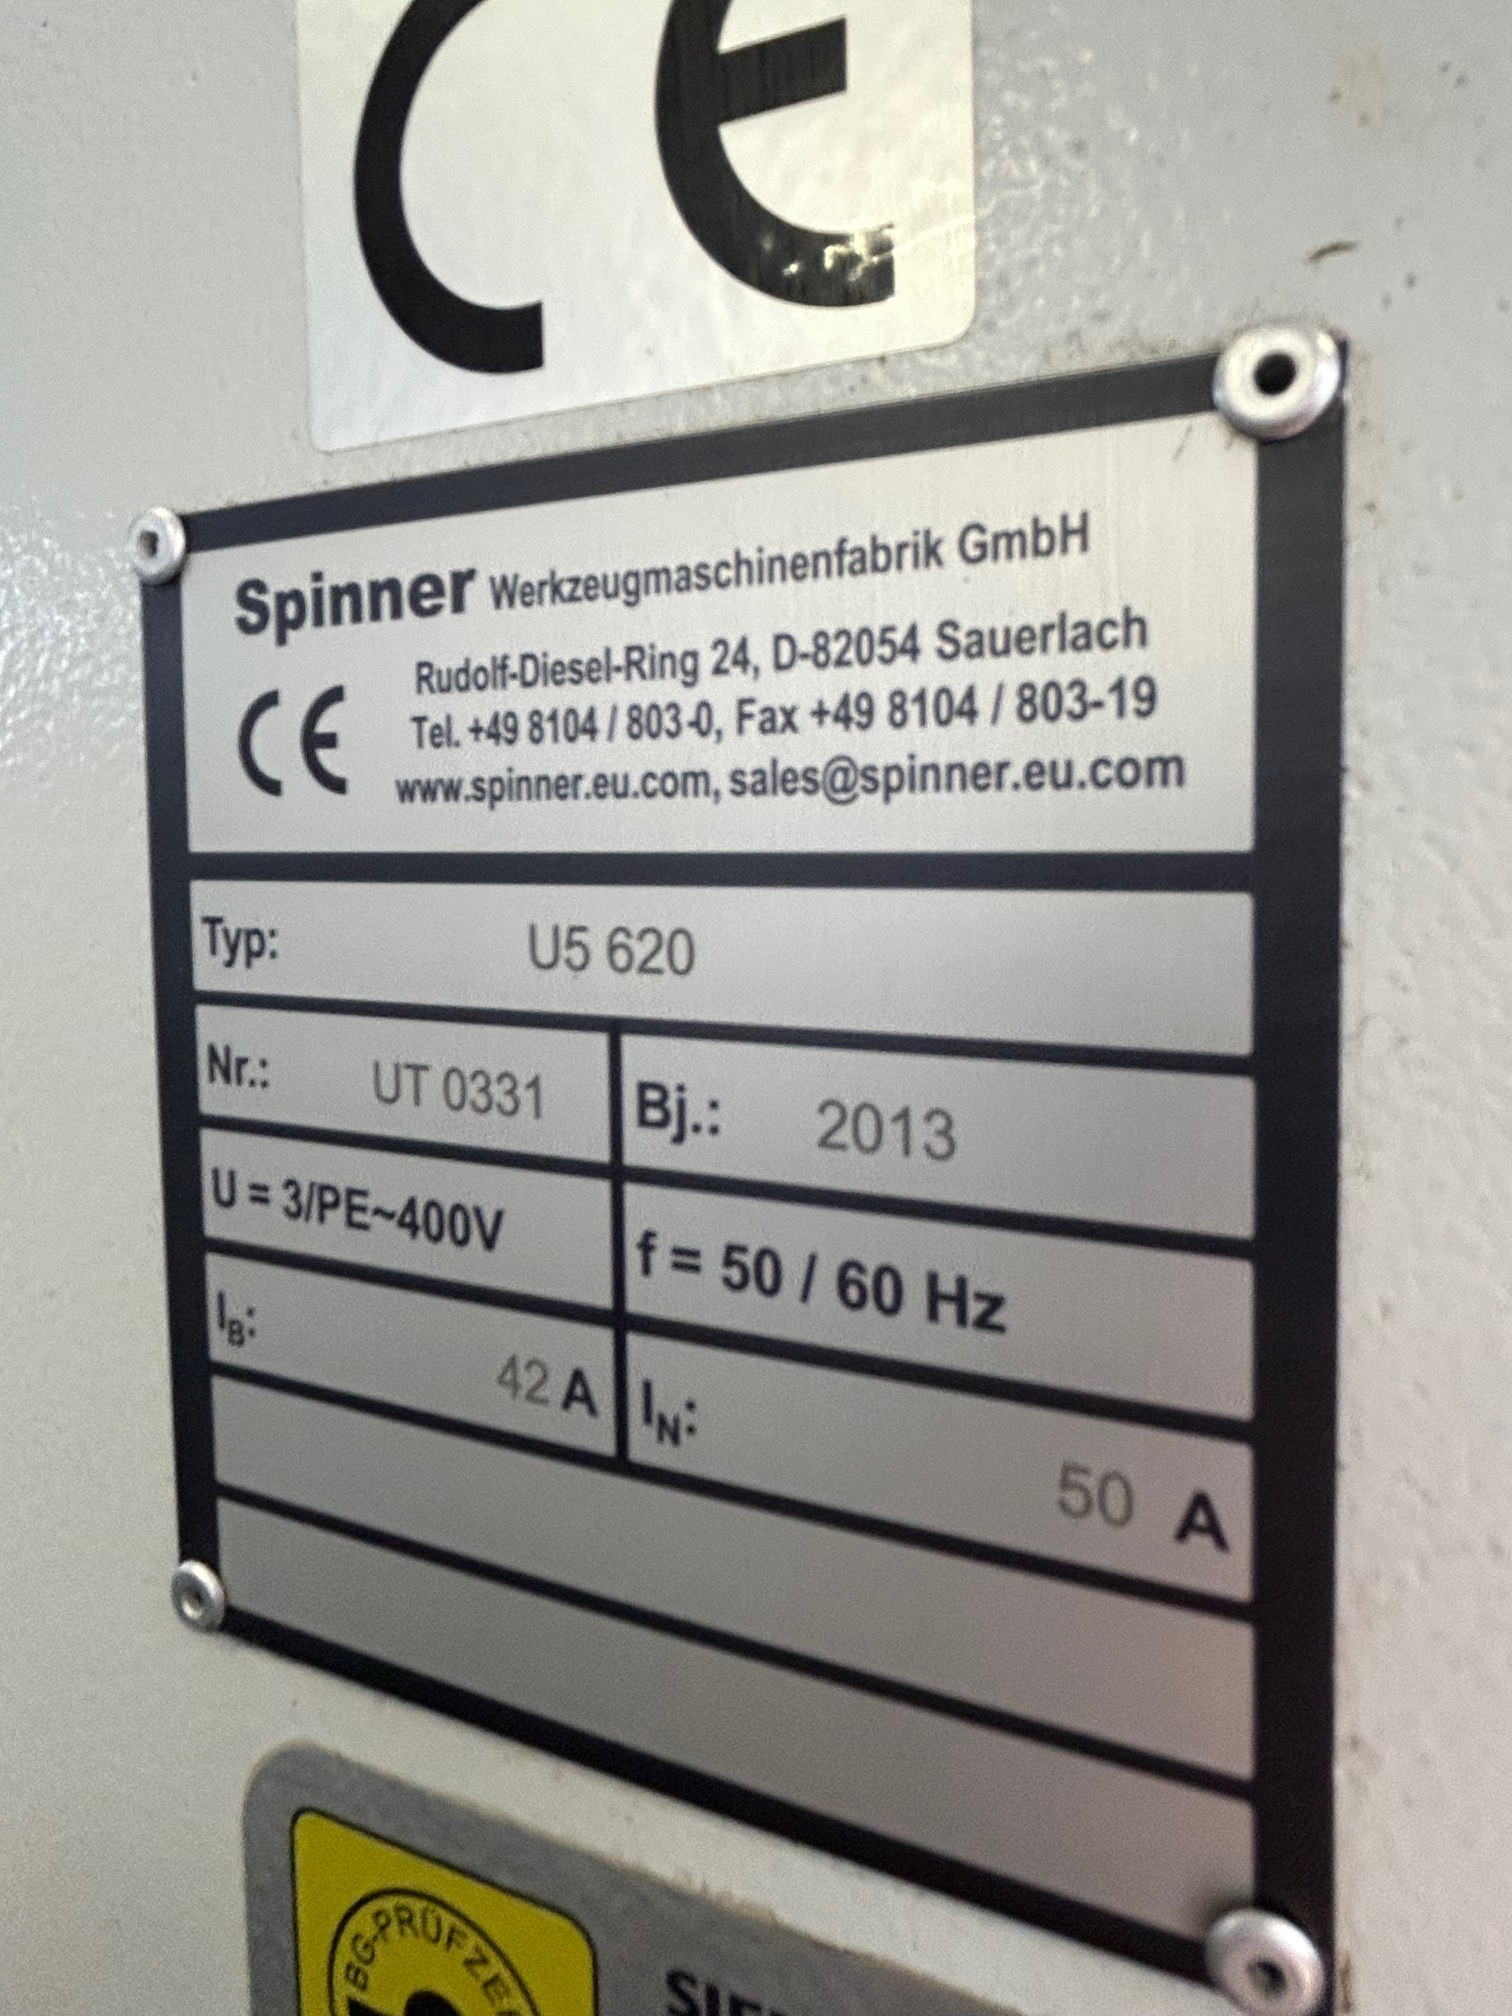 CE
Spinner Werkzeugmaschinenfabrik GmbH
Rudolf-Diesel-Ring 24, D-82054 Sauerlach
CE
Tel. +49 8104 / 803-0, Fax +49 8104 / 803-19
www.spinner.eu.com, sales@spinner.eu.com
Typ: U5 620
Nr.: UT 0331 Bj.: 2013
U = 3/PE~400V f = 50 / 60 Hz
IB: 42 A IN: 50 A